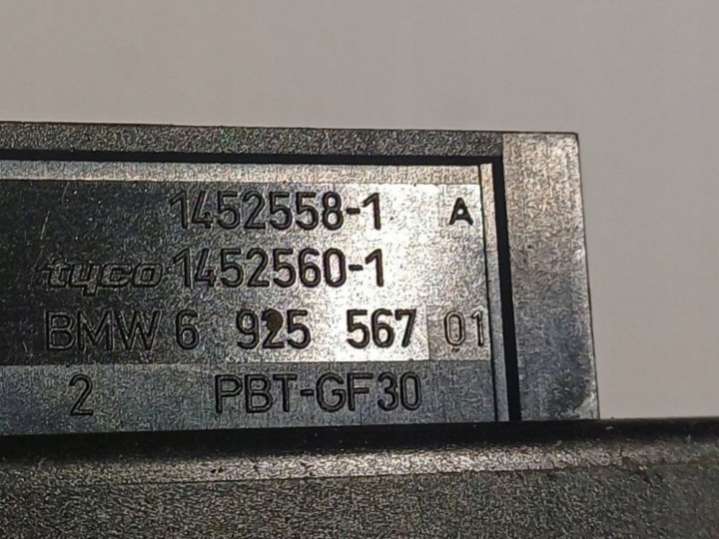 1452558-1 A
tyco 1452560-1
BMW 6 925 567 01
2 PBT-GF30